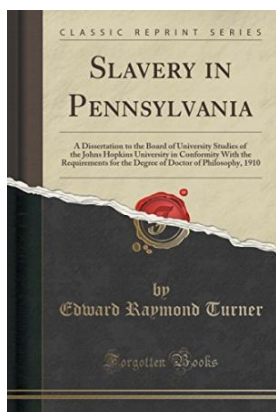 CLASSIC REPRINT SERIES
SLAVERY IN
PENNSYLVANIA
A Dissertation to the Board of University Studies of
the Johns Hopkins University in Conformity With the
Requirements for the Degree of Doctor of Philosophy, 1910
by
Edward Raymond Turner
Forgotten Books